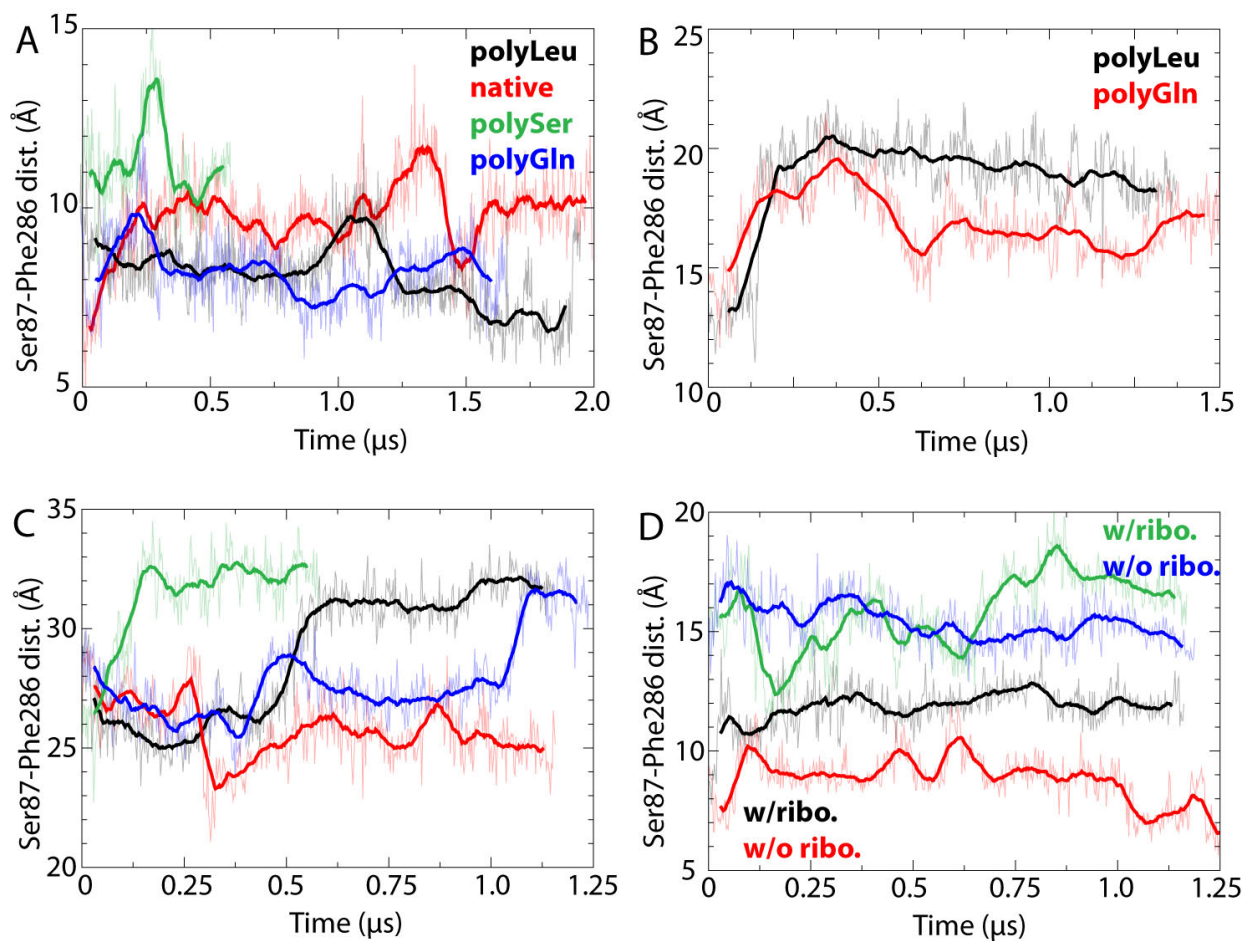 A
polyLeu
native
polySer
polyGln
15
10
5
Ser87-Phe286 dist. (Å)
0 0.5 1.0 1.5 2.0
Time (μs)
B
polyLeu
polyGln
25
20
15
10
Ser87-Phe286 dist. (Å)
0 0.5 1.0 1.5
Time (μs)
C
35
31
25
20
Ser87-Phe286 dist. (Å)
0 0.25 0.5 0.75 1.0 1.25
Time (μs)
D
w/ribo.
w/o ribo.
20
15
10
5
w/ribo.
w/o ribo.
Ser87-Phe286 dist. (Å)
0 0.25 0.5 0.75 1.0 1.25
Time (μs)